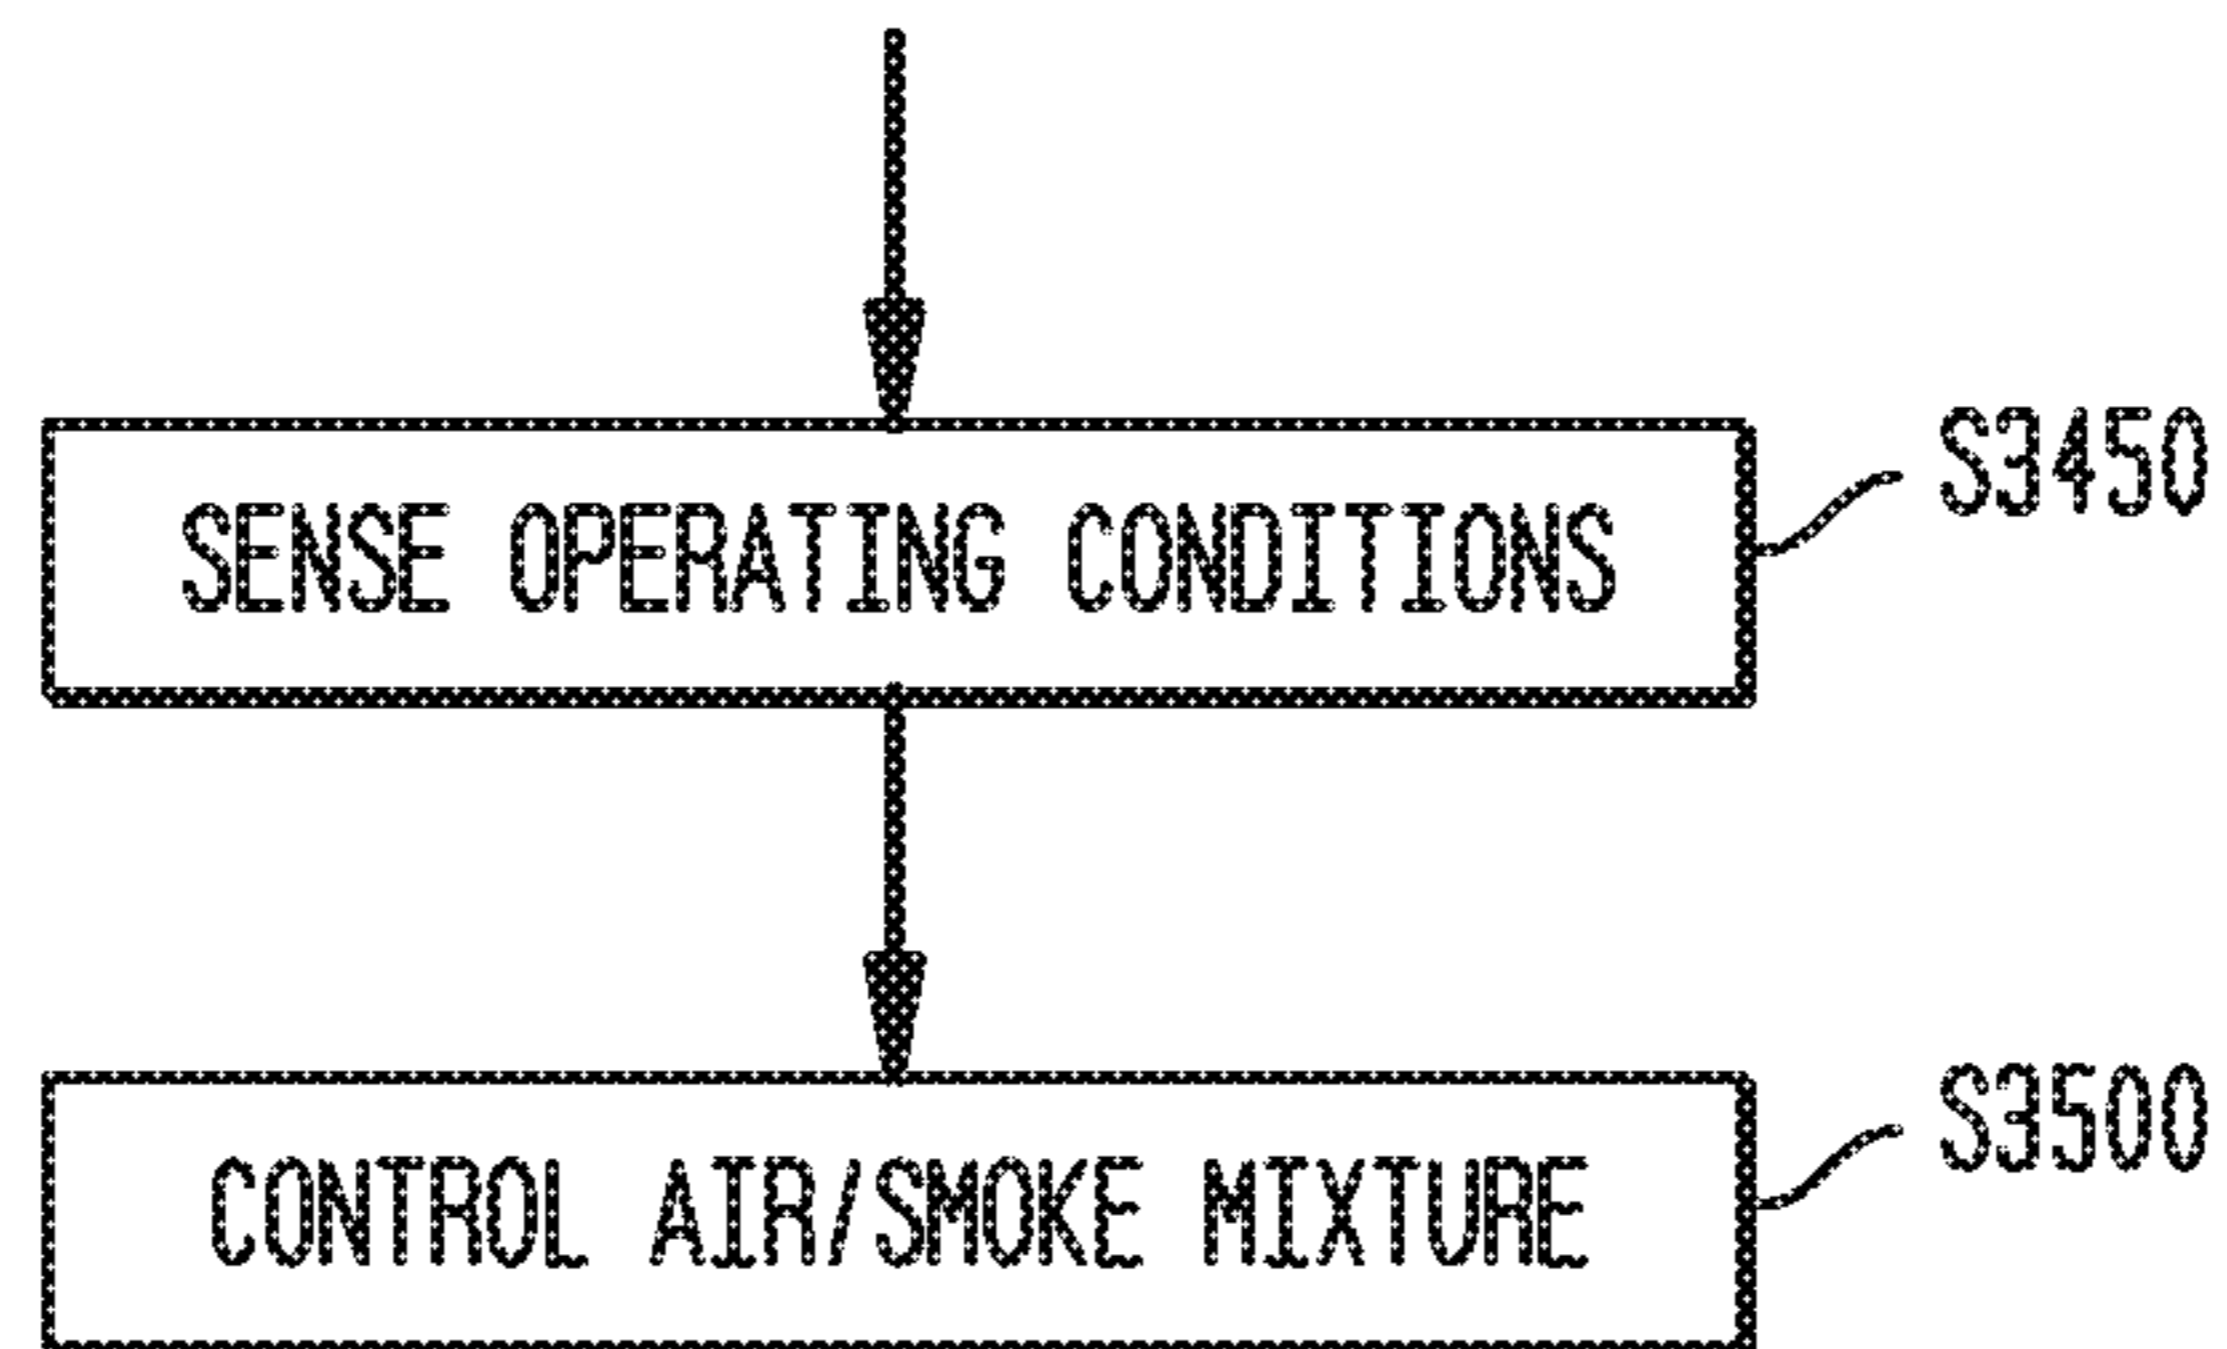 S3450
SENSE OPERATING CONDITIONS
S3500
CONTROL AIR/SMOKE MIXTURE